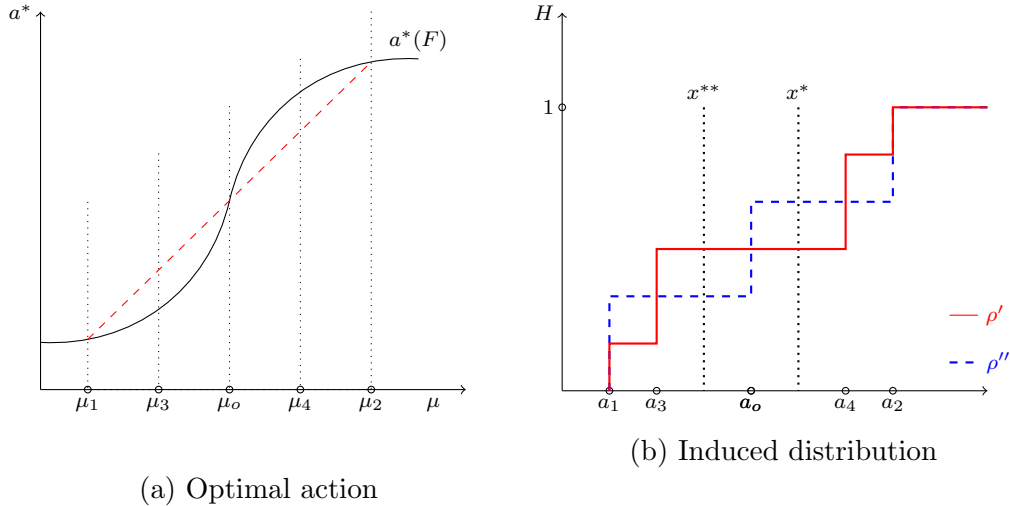 a*
a*(F)
μ₁ μ₃ μₒ μ₄ μ₂ μ
(a) Optimal action
H
x** x*
1
ρ′
ρ″
a₁ a₃ aₒ a₄ a₂
(b) Induced distribution